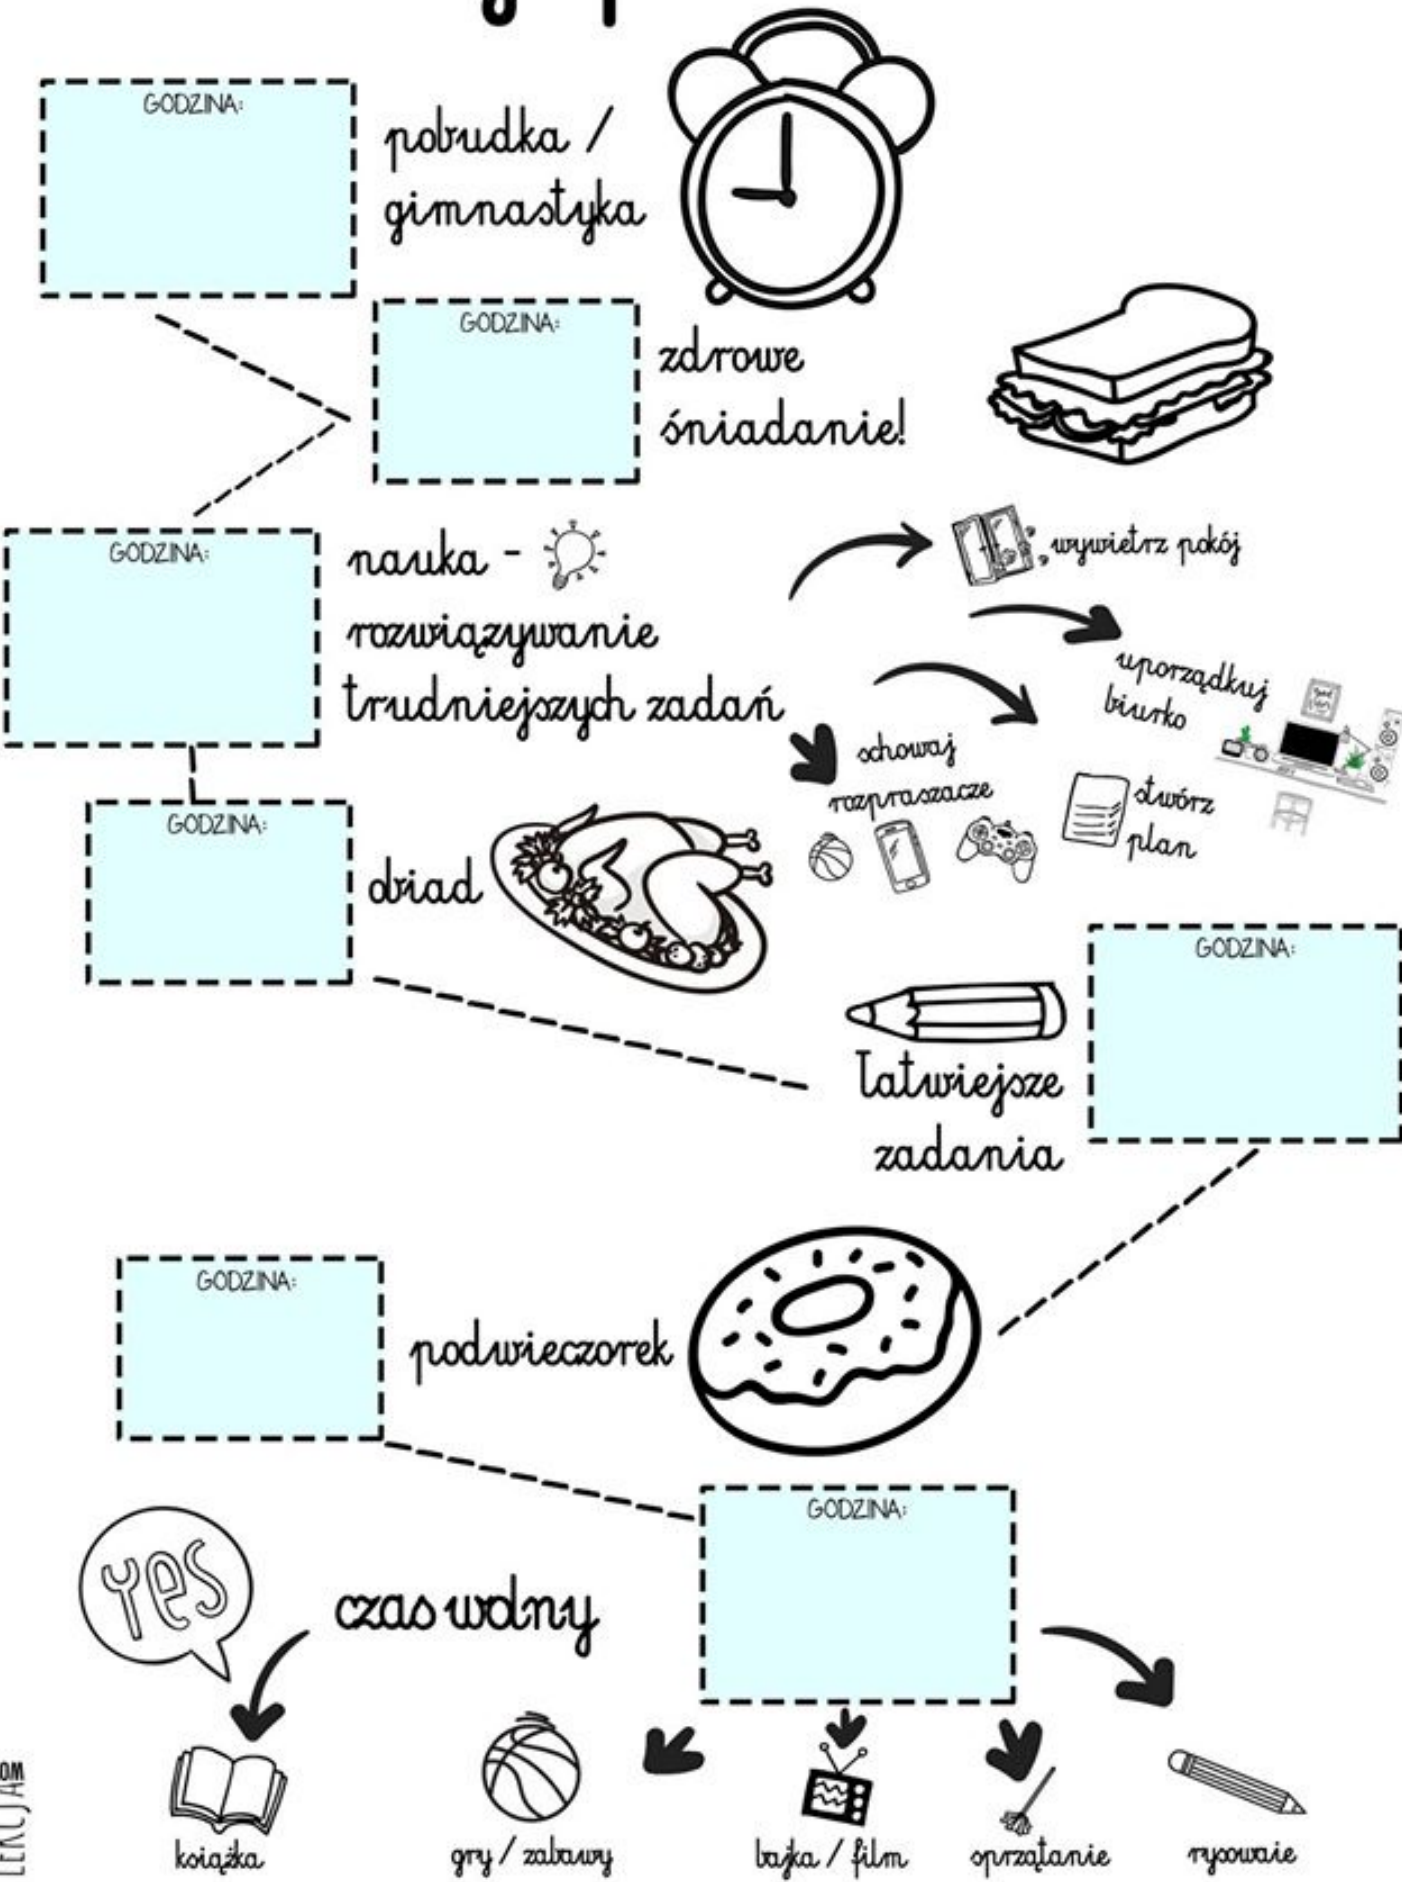 GODZINA:
pobudka /
gimnastyka
GODZINA:
zdrowe
śniadanie!
GODZINA:
nauka -
rozwiązywanie
trudniejszych zadań
wywietrz pokój
uporządkuj
biurko
schowaj
rozpraszacze
stwórz
plan
GODZINA:
obiad
GODZINA:
łatwiejsze
zadania
GODZINA:
podwieczorek
GODZINA:
YES
czas wolny
książka
gry / zabawy
bajka / film
sprzątanie
rysowaie